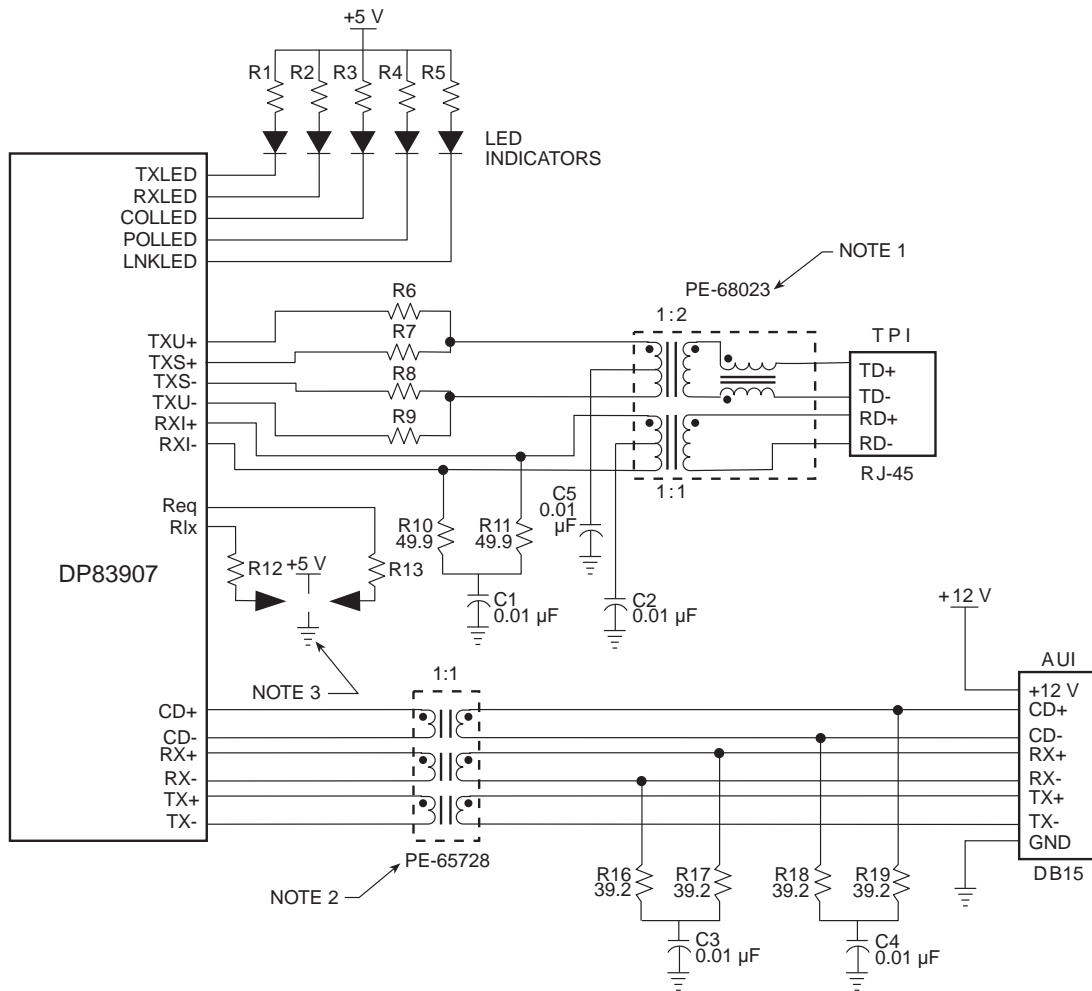 +5 V
R1
R2
R3
R4
R5
LED
INDICATORS
TXLED
RXLED
COLLED
POLLED
LNKLED
NOTE 1
PE-68023
R6
1:2
TPI
R7
TXU+
TXS+
TD+
R8
TXS-
TXU-
TD-
R9
RXI+
RD+
RXI-
RD-
RJ-45
1:1
C5
0.01
µF
Req
RIx
R10
49.9
R11
49.9
R12
+5 V
R13
DP83907
C1
0.01 µF
C2
0.01 µF
+12 V
1:1
AUI
NOTE 3
+12 V
CD+
CD+
CD-
CD-
RX+
RX+
RX-
RX-
TX+
TX+
TX-
TX-
GND
PE-65728
DB15
NOTE 2
R16
39.2
R17
39.2
R18
39.2
R19
39.2
C3
0.01 µF
C4
0.01 µF